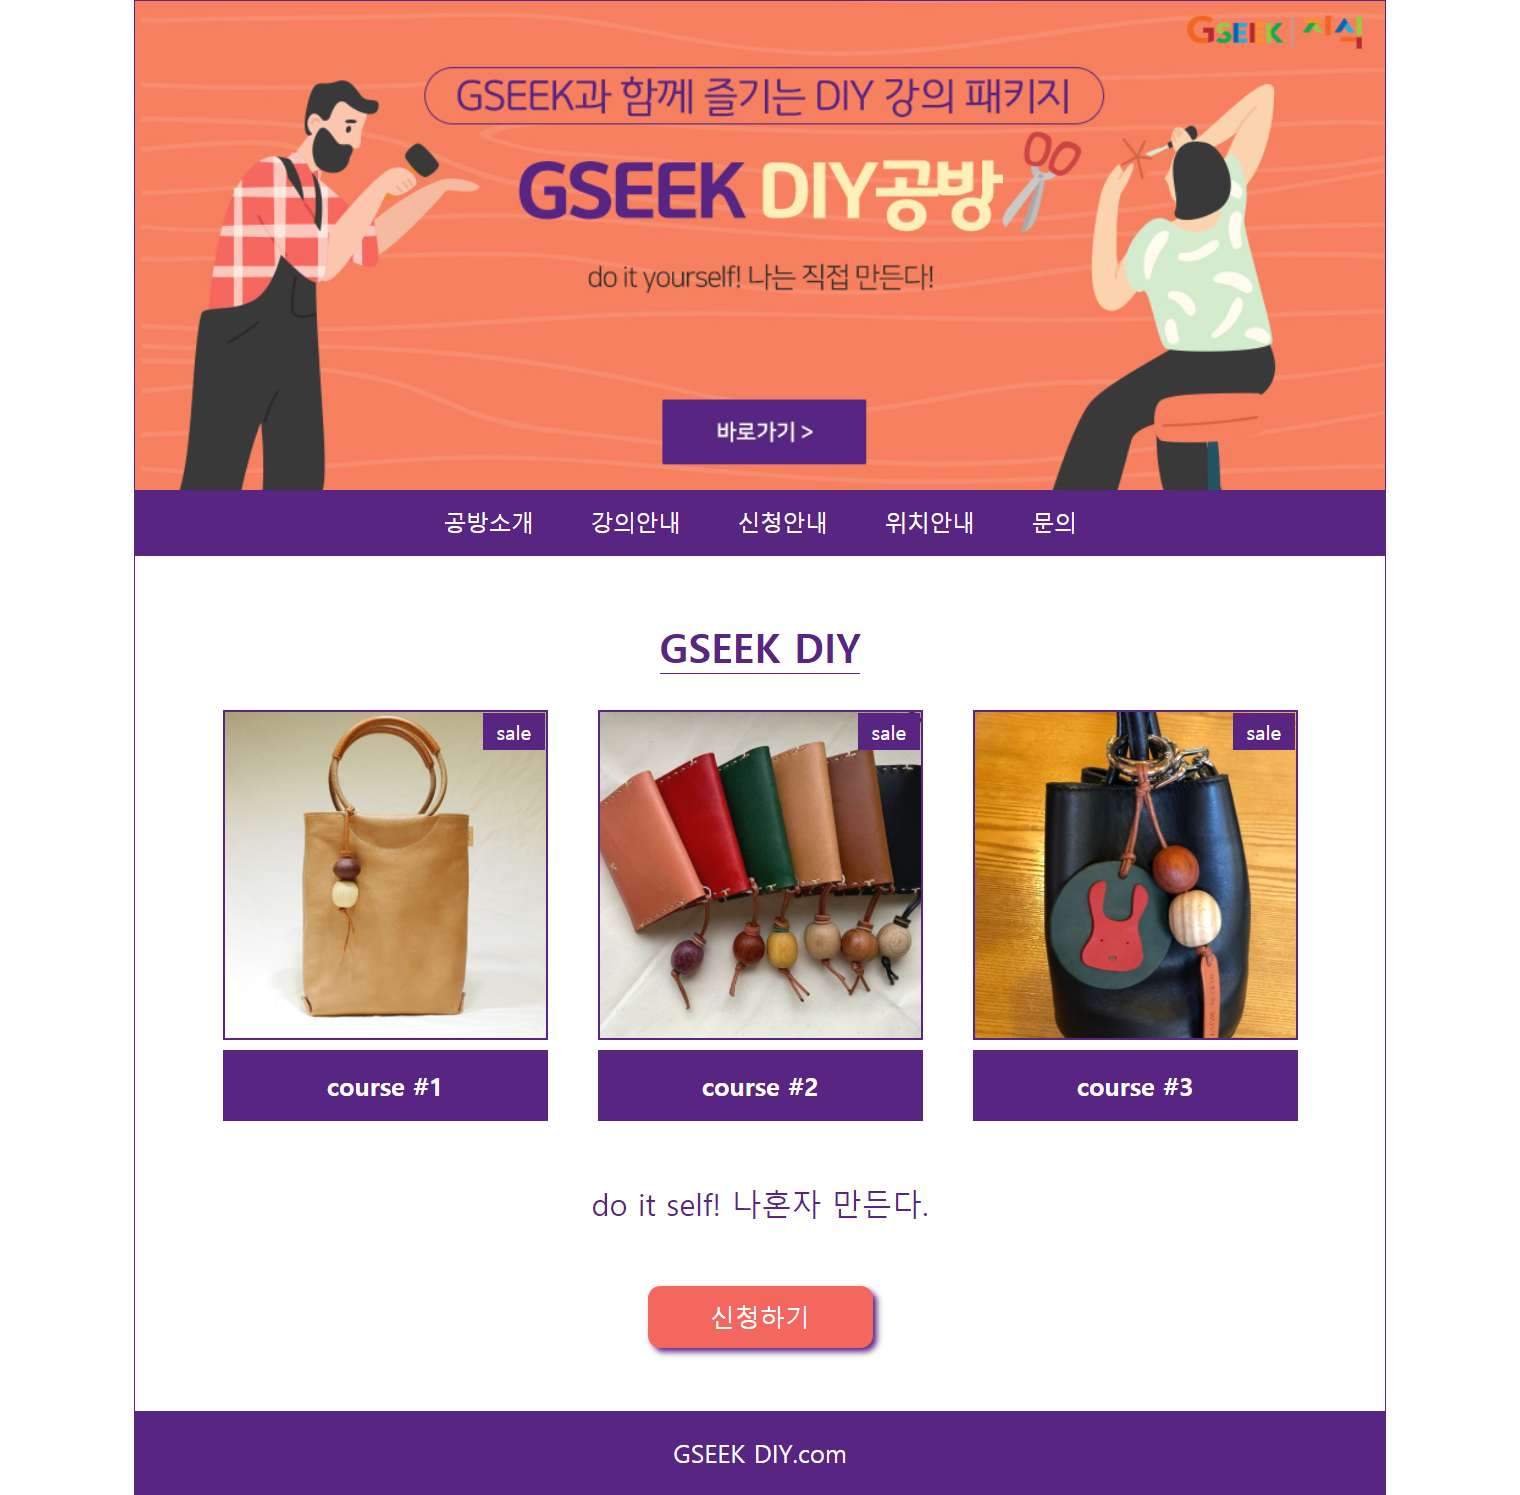 GSEEK | 지식
GSEEK과 함께 즐기는 DIY 강의 패키지
GSEEK DIY공방
do it yourself! 나는 직접 만든다!
바로가기 >
공방소개 강의안내 신청안내 위치안내 문의
GSEEK DIY
sale sale sale
course #1 course #2 course #3
do it self! 나혼자 만든다.
신청하기
GSEEK DIY.com